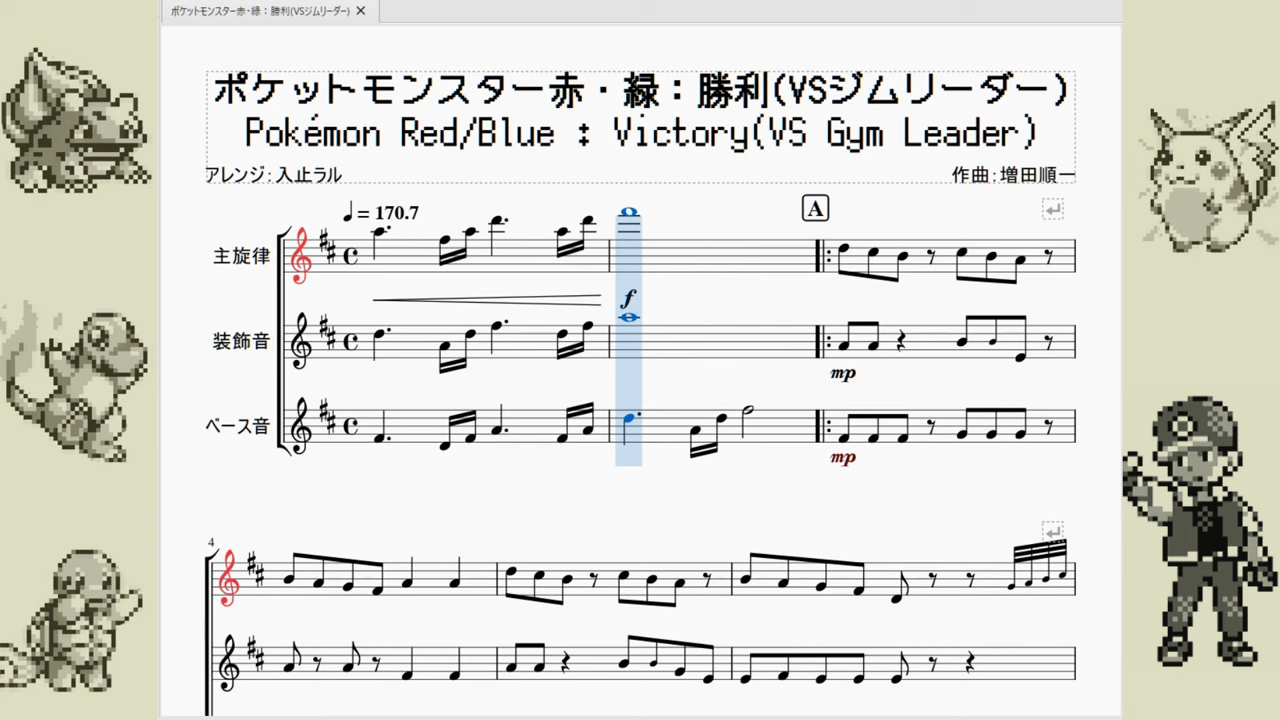 ポケットモンスター赤・緑：勝利(VSジムリーダー)
ポケットモンスター赤・緑：勝利(VSジムリーダー)
Pokémon Red/Blue : Victory(VS Gym Leader)
アレンジ: 入止ラル
作曲: 増田順一
= 170.7
A
主旋律
f
装飾音
mp
ベース音
mp
4